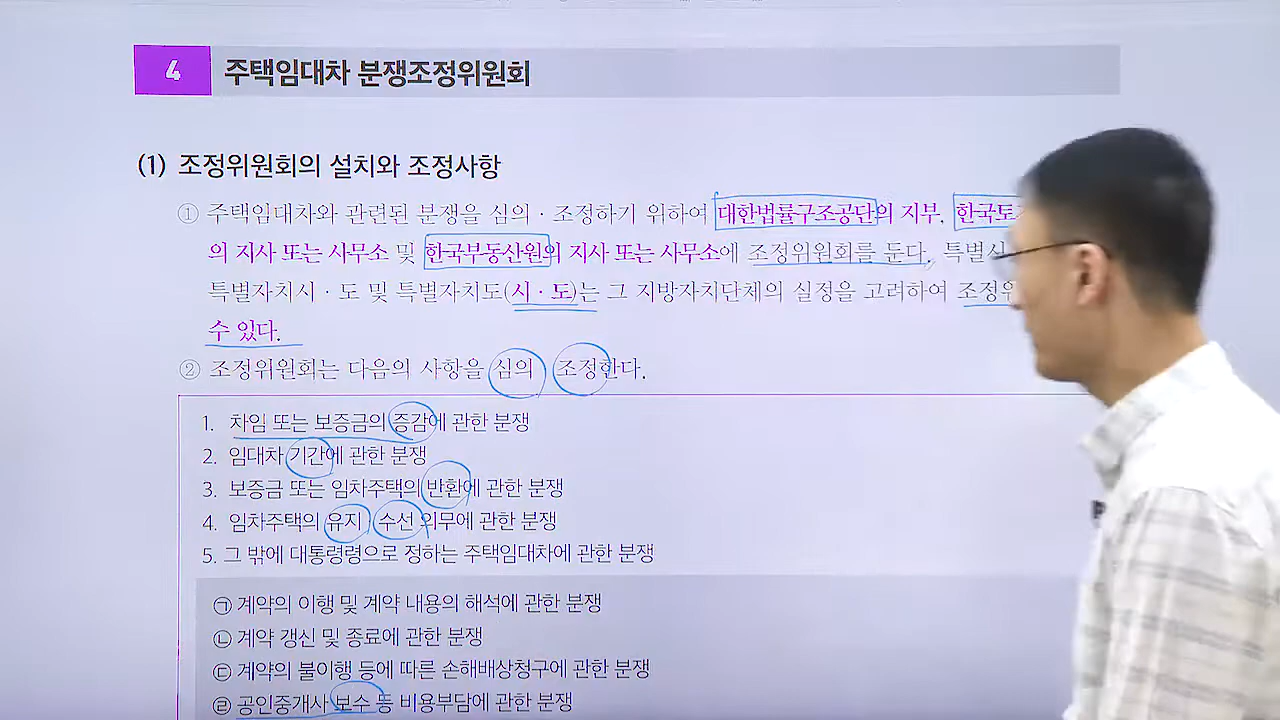 4 주택임대차 분쟁조정위원회
(1) 조정위원회의 설치와 조정사항
① 주택임대차와 관련된 분쟁을 심의·조정하기 위하여 대한법률구조공단의 지부, 한국토
의 지사 또는 사무소 및 한국부동산원의 지사 또는 사무소에 조정위원회를 둔다. 특별시
특별자치시·도 및 특별자치도(시·도)는 그 지방자치단체의 실정을 고려하여 조정위
수 있다.
② 조정위원회는 다음의 사항을 심의 조정한다.
1. 차임 또는 보증금의 증감에 관한 분쟁
2. 임대차 기간에 관한 분쟁
3. 보증금 또는 임차주택의 반환에 관한 분쟁
4. 임차주택의 유지 수선 의무에 관한 분쟁
5. 그 밖에 대통령령으로 정하는 주택임대차에 관한 분쟁
㉠ 계약의 이행 및 계약 내용의 해석에 관한 분쟁
㉡ 계약 갱신 및 종료에 관한 분쟁
㉢ 계약의 불이행 등에 따른 손해배상청구에 관한 분쟁
㉣ 공인중개사 보수 등 비용부담에 관한 분쟁